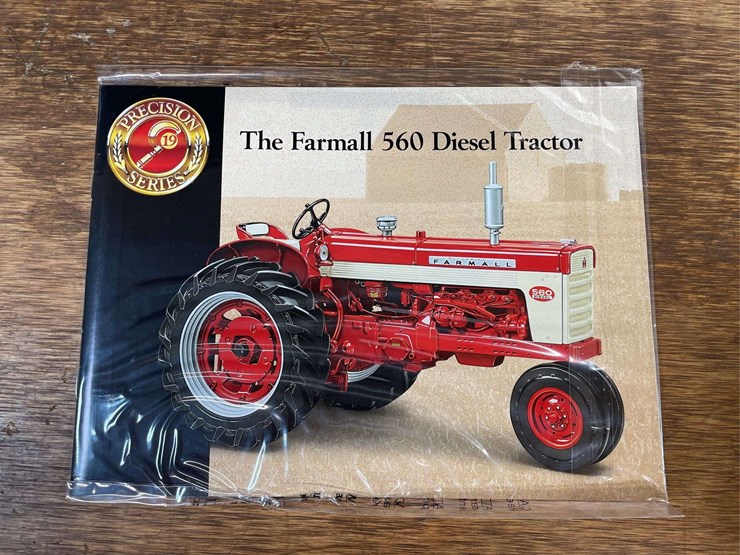 PRECISION
19
SERIES
The Farmall 560 Diesel Tractor
FARMALL
560